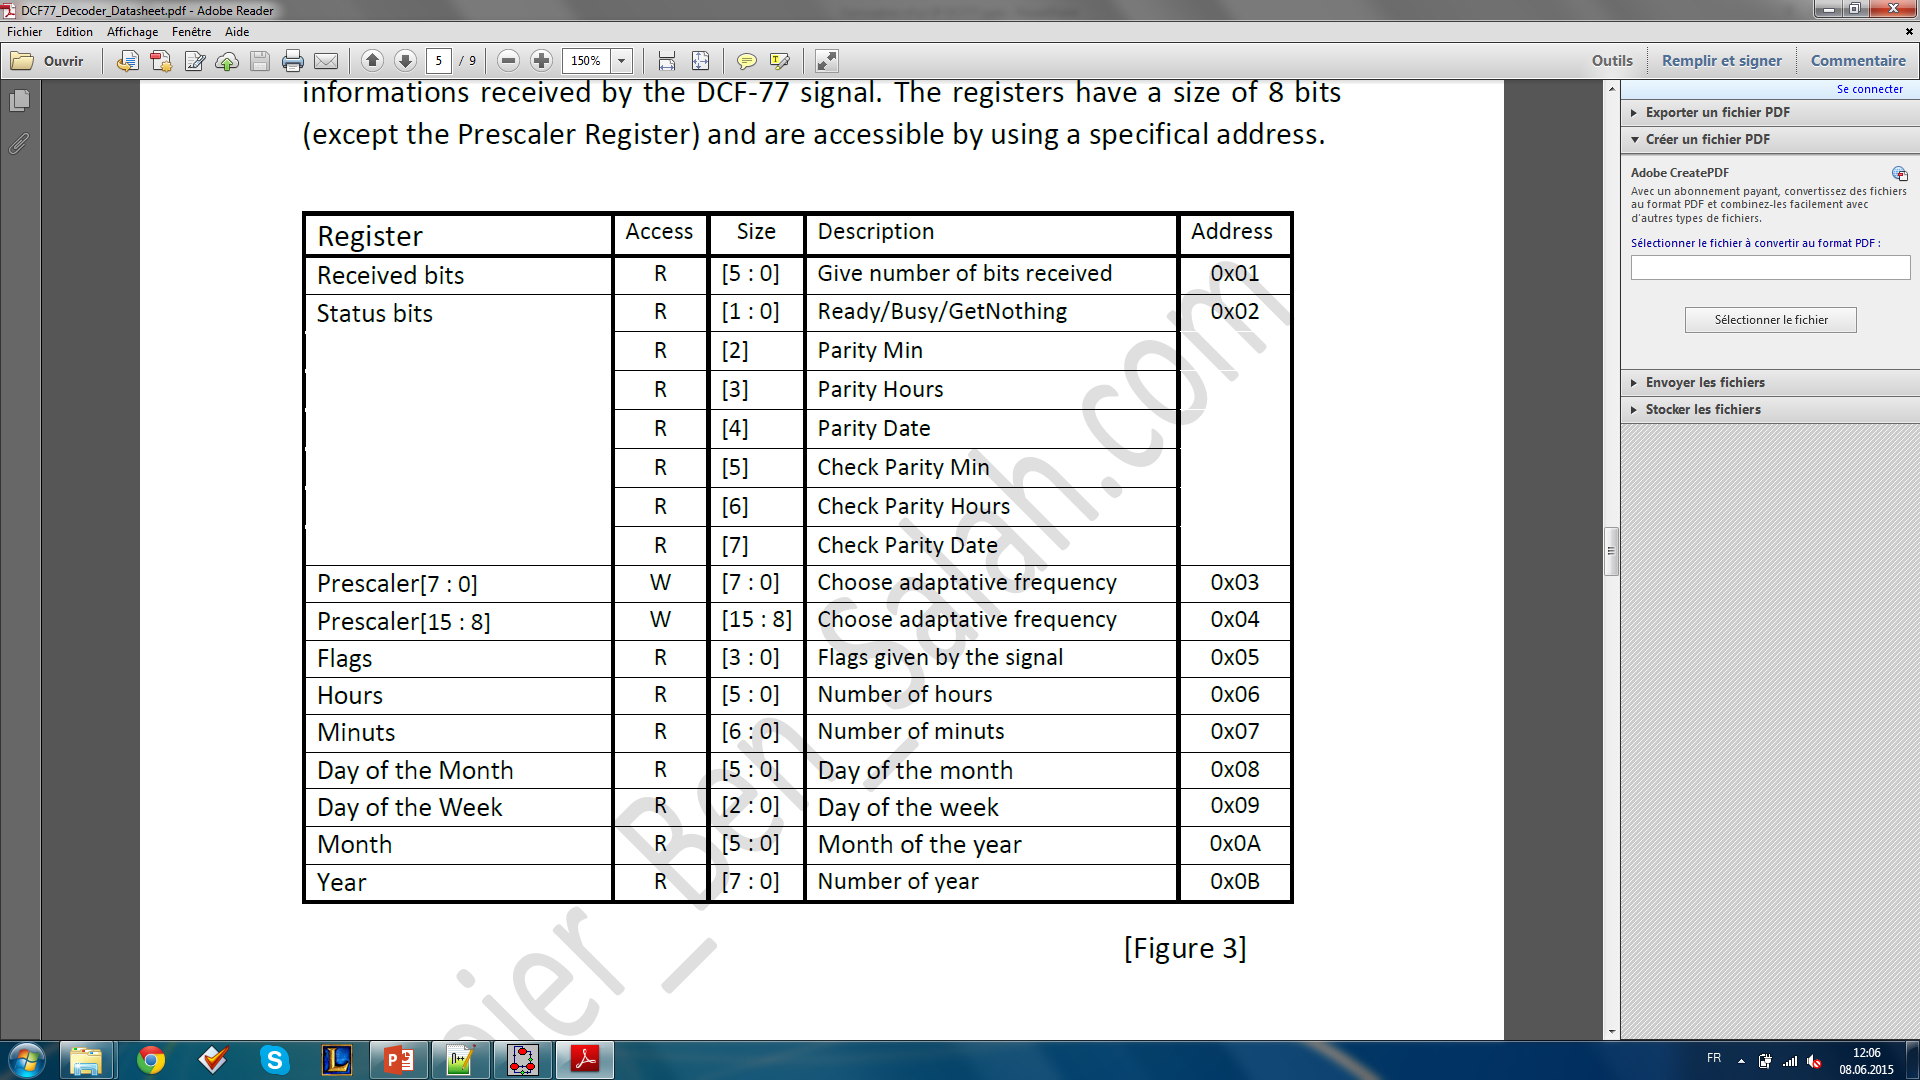 DCF77_Decoder_Datasheet.pdf - Adobe Reader
Fichier Edition Affichage Fenêtre Aide
Ouvrir 5 / 9 150% Outils Remplir et signer Commentaire
informations received by the DCF-77 signal. The registers have a size of 8 bits
(except the Prescaler Register) and are accessible by using a specifical address.
Register Access Size Description Address
Received bits R [5 : 0] Give number of bits received 0x01
Status bits R [1 : 0] Ready/Busy/GetNothing 0x02
R [2] Parity Min
R [3] Parity Hours
R [4] Parity Date
R [5] Check Parity Min
R [6] Check Parity Hours
R [7] Check Parity Date
Prescaler[7 : 0] W [7 : 0] Choose adaptative frequency 0x03
Prescaler[15 : 8] W [15 : 8] Choose adaptative frequency 0x04
Flags R [3 : 0] Flags given by the signal 0x05
Hours R [5 : 0] Number of hours 0x06
Minuts R [6 : 0] Number of minuts 0x07
Day of the Month R [5 : 0] Day of the month 0x08
Day of the Week R [2 : 0] Day of the week 0x09
Month R [5 : 0] Month of the year 0x0A
Year R [7 : 0] Number of year 0x0B
[Figure 3]
pier_Ben_Salah.com
Se connecter
Exporter un fichier PDF
Créer un fichier PDF
Adobe CreatePDF
Avec un abonnement payant, convertissez des fichiers
au format PDF et combinez-les facilement avec
d'autres types de fichiers.
Sélectionner le fichier à convertir au format PDF :
Sélectionner le fichier
Envoyer les fichiers
Stocker les fichiers
FR
12:06
08.06.2015